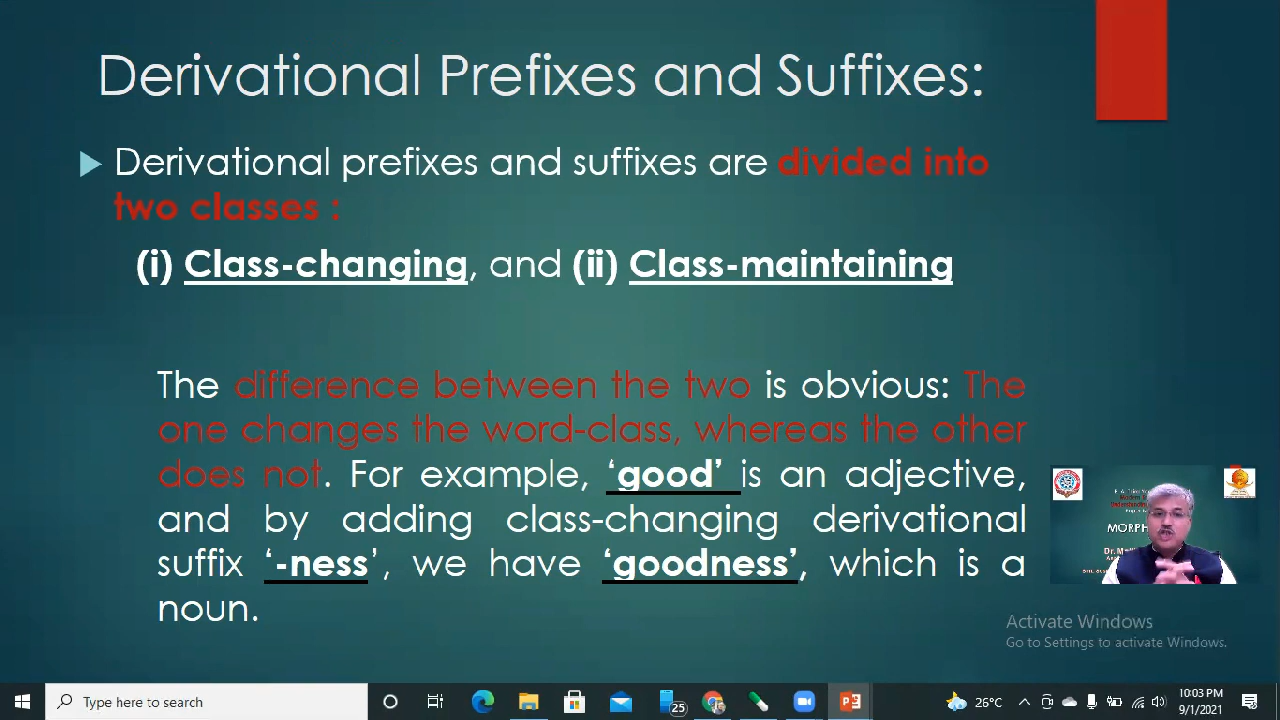 Derivational Prefixes and Suffixes:
Derivational prefixes and suffixes are divided into
two classes :
(i) Class-changing, and (ii) Class-maintaining
The difference between the two is obvious: The
one changes the word-class, whereas the other
does not. For example, ‘good’ is an adjective,
and by adding class-changing derivational
suffix ‘-ness’, we have ‘goodness’, which is a
noun.
MORPH
Activate Windows
Go to Settings to activate Windows.
Type here to search
25
26°C
10:03 PM
9/1/2021